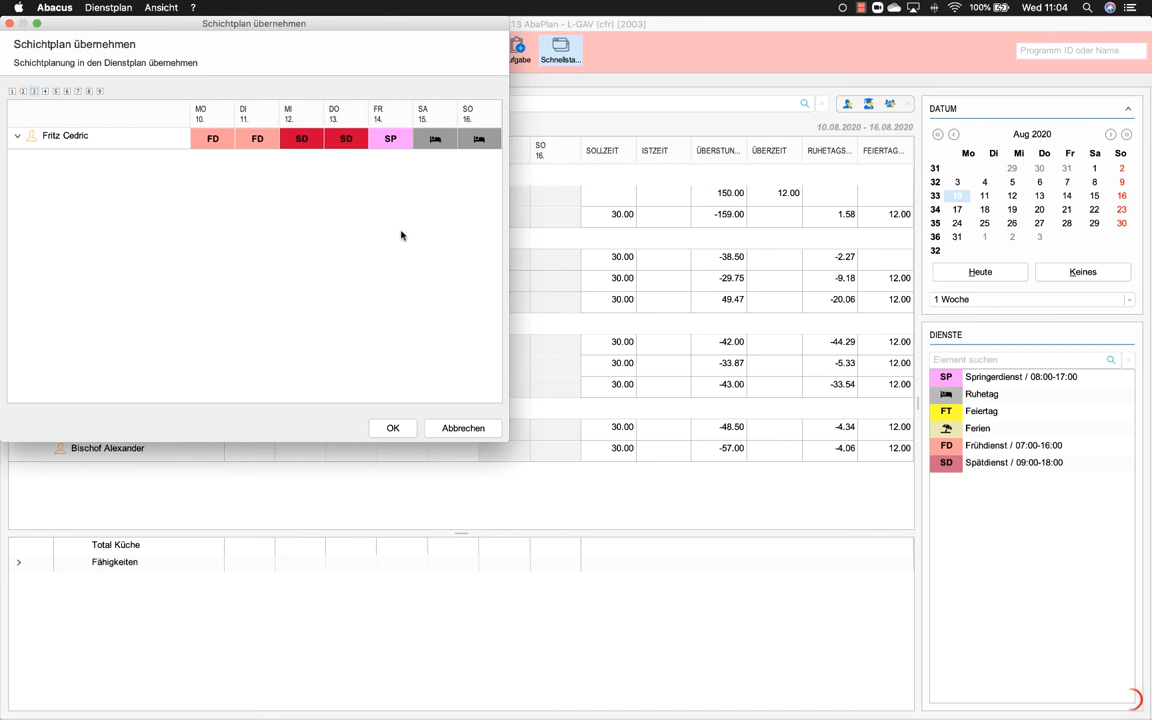 Abacus Dienstplan Ansicht ? 100% Wed 11:04
Schichtplan übernehmen
13 AbaPlan - L-GAV (cfr) [2003]
Schichtplan übernehmen
Schichtplanung in den Dienstplan übernehmen
ufgabe Schnellsta... Programm ID oder Name
1 2 3 4 5 6 7 8 9
MO 10. DI 11. MI 12. DO 13. FR 14. SA 15. SO 16.
Fritz Cedric FD FD SD SD SP
OK Abbrechen
10.08.2020 - 16.08.2020
SO 16. SOLLZEIT ISTZEIT ÜBERSTUN... ÜBERZEIT RUHETAGS... FEIERTAG...
150.00 12.00
30.00 -159.00 1.58 12.00
30.00 -38.50 -2.27
30.00 -29.75 -9.18 12.00
30.00 49.47 -20.06 12.00
30.00 -42.00 -44.29 12.00
30.00 -33.87 -5.33 12.00
30.00 -43.00 -33.54 12.00
30.00 -48.50 -4.34 12.00
Bischof Alexander 30.00 -57.00 -4.06 12.00
Total Küche
Fähigkeiten
DATUM
Aug 2020
Mo Di Mi Do Fr Sa So
31 29 30 31 1 2
32 3 4 5 6 7 8 9
33 10 11 12 13 14 15 16
34 17 18 19 20 21 22 23
35 24 25 26 27 28 29 30
36 31 1 2 3
32
Heute Keines
1 Woche
DIENSTE
Element suchen
SP Springerdienst / 08:00-17:00
Ruhetag
FT Feiertag
Ferien
FD Frühdienst / 07:00-16:00
SD Spätdienst / 09:00-18:00